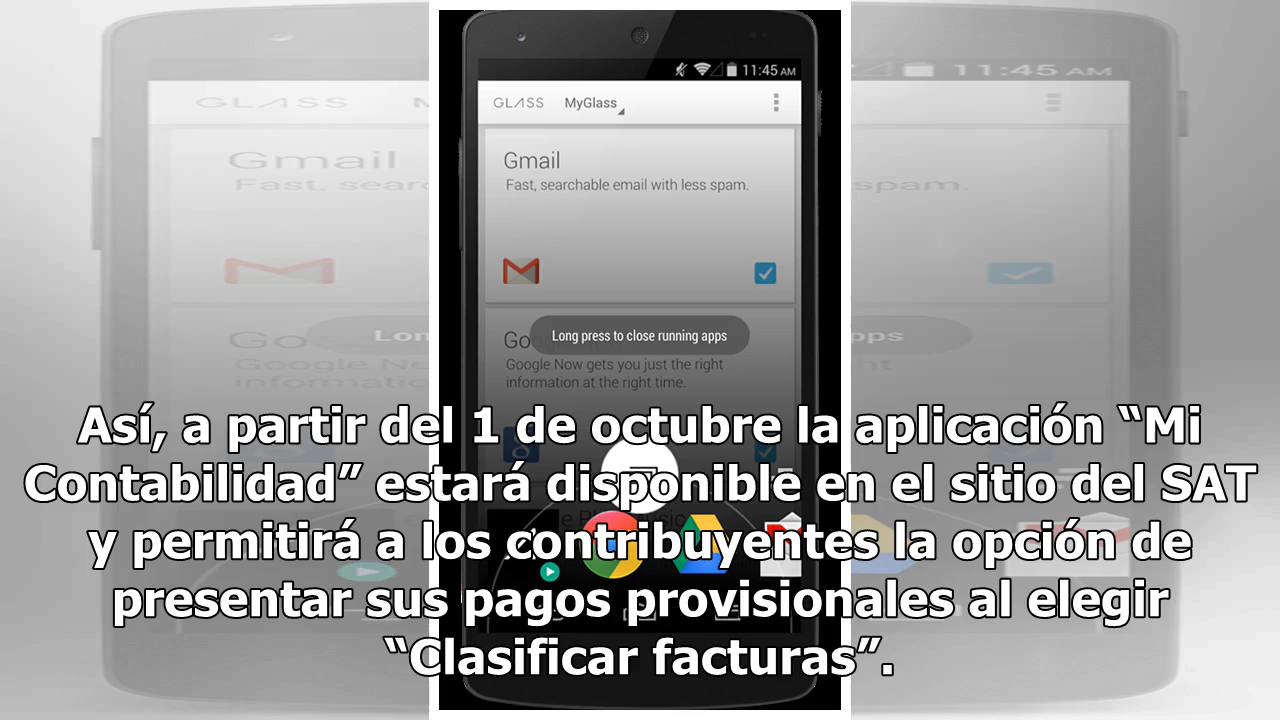 11:45 AM
GLASS MyGlass
Gmail
Fast, searchable email with less spam.
Long press to close running apps
Google Now gets you just the right
information at the right time.
Así, a partir del 1 de octubre la aplicación “Mi
Contabilidad” estará disponible en el sitio del SAT
y permitirá a los contribuyentes la opción de
presentar sus pagos provisionales al elegir
“Clasificar facturas”.